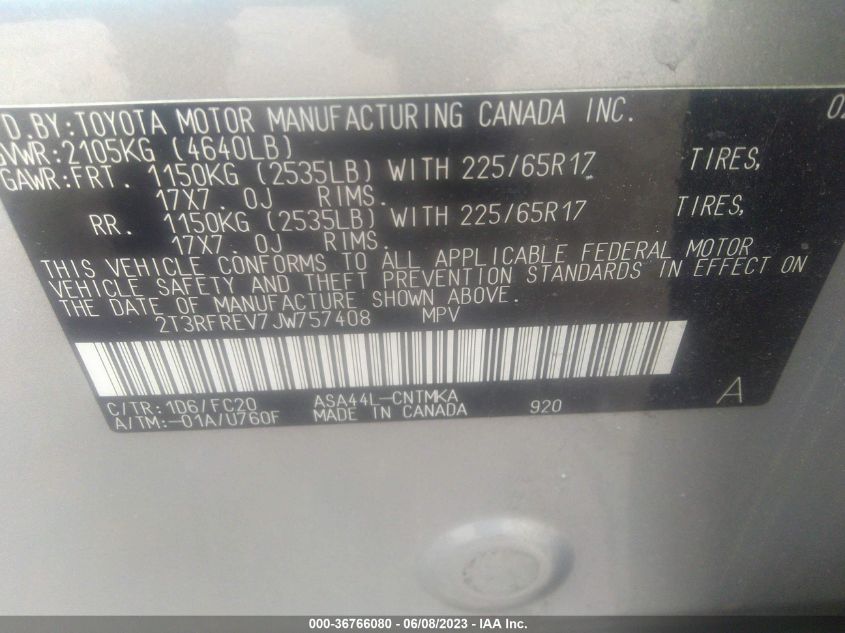 D BY: TOYOTA MOTOR MANUFACTURING CANADA INC. 02
GVWR: 2105KG (4640LB)
GAWR: FRT. 1150KG (2535LB) WITH 225/65R17 TIRES,
17X7.0J RIMS.
RR. 1150KG (2535LB) WITH 225/65R17 TIRES,
17X7.0J RIMS.
THIS VEHICLE CONFORMS TO ALL APPLICABLE FEDERAL MOTOR
VEHICLE SAFETY AND THEFT PREVENTION STANDARDS IN EFFECT ON
THE DATE OF MANUFACTURE SHOWN ABOVE.
2T3RFREV7JW757408 MPV
C/TR: 1D6/FC20 ASA44L-CNTMKA A
A/TM: -01A/U760F MADE IN CANADA 920
000-36766080 - 06/08/2023 - IAA Inc.